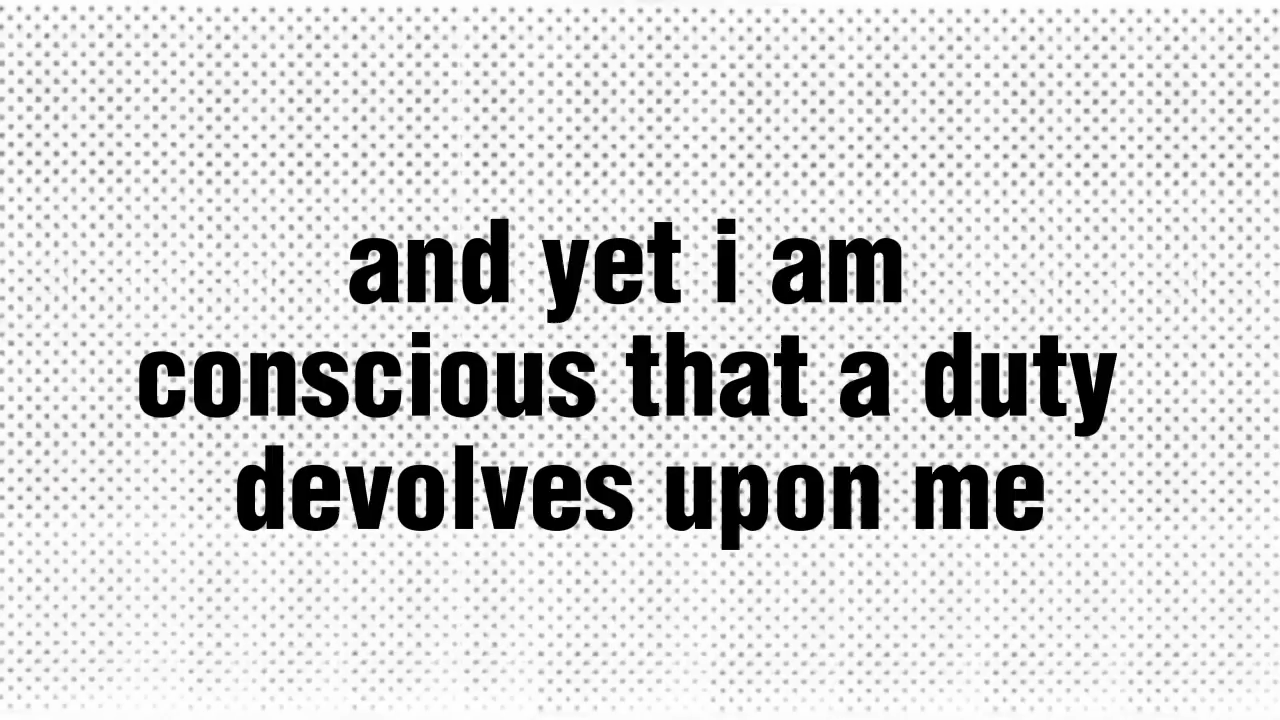 and yet i am
conscious that a duty
devolves upon me